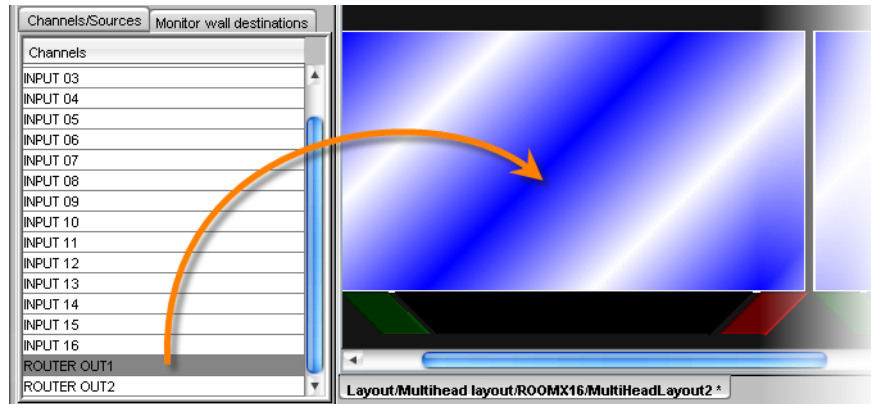 Channels/Sources
Monitor wall destinations
Channels
INPUT 03
INPUT 04
INPUT 05
INPUT 06
INPUT 07
INPUT 08
INPUT 09
INPUT 10
INPUT 11
INPUT 12
INPUT 13
INPUT 14
INPUT 15
INPUT 16
ROUTER OUT1
ROUTER OUT2
Layout/Multihead layout/ROOMX16/MultiHeadLayout2 *